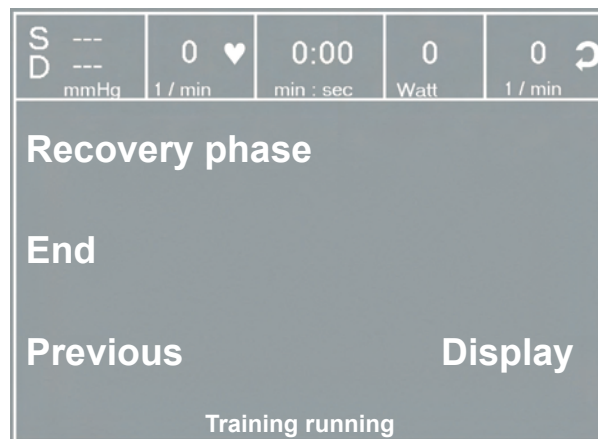 S --- 0 0:00 0 0
D ---
mmHg 1 / min min : sec Watt 1 / min
Recovery phase
End
Previous Display
Training running